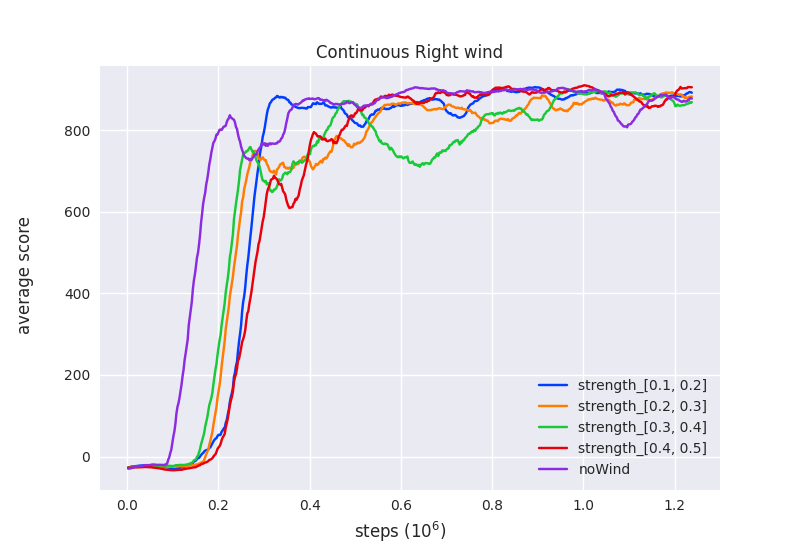 Continuous Right wind
average score
800
600
400
200
0
0.0 0.2 0.4 0.6 0.8 1.0 1.2
steps (10⁶)
strength_[0.1, 0.2]
strength_[0.2, 0.3]
strength_[0.3, 0.4]
strength_[0.4, 0.5]
noWind